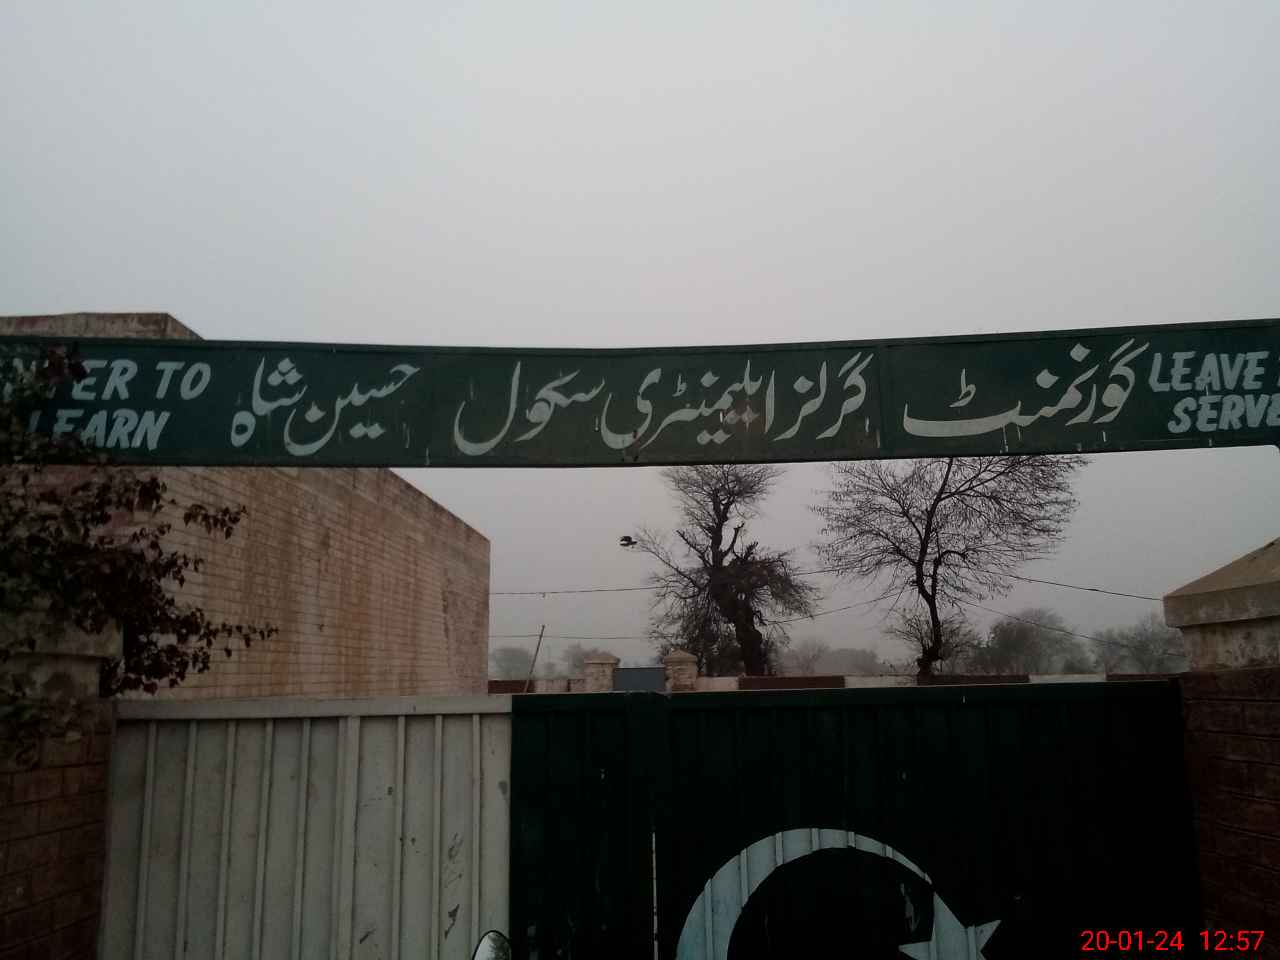 گورنمنٹ گرلز ایلیمنٹری سکول حسین شاہ
TO
LEARN
LEAVE
SERVE
20-01-24 12:57